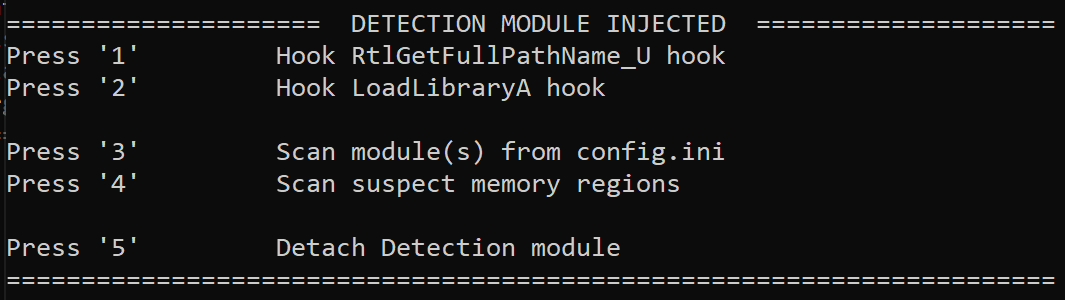 ===================== DETECTION MODULE INJECTED ====================
Press '1' Hook RtlGetFullPathName_U hook
Press '2' Hook LoadLibraryA hook
Press '3' Scan module(s) from config.ini
Press '4' Scan suspect memory regions
Press '5' Detach Detection module
======================================================================